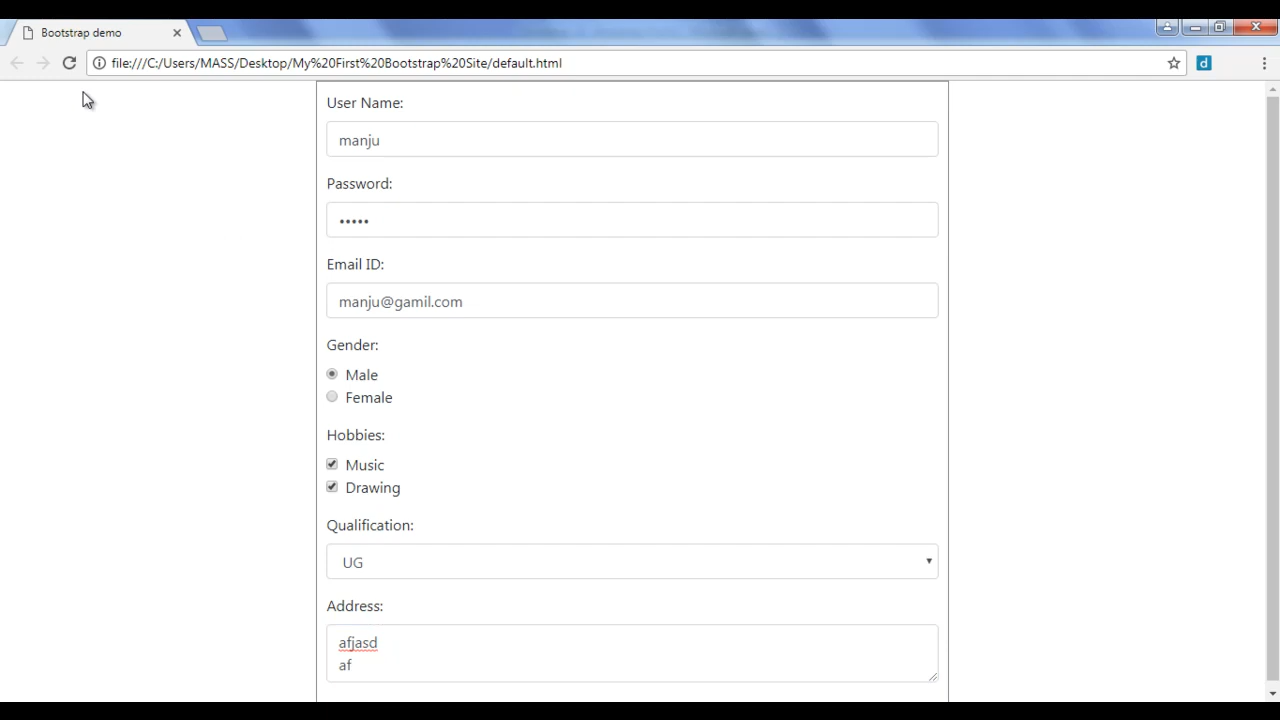 Bootstrap demo
file:///C:/Users/MASS/Desktop/My%20First%20Bootstrap%20Site/default.html
d
User Name:
manju
Password:
•••••
Email ID:
manju@gamil.com
Gender:
Male
Female
Hobbies:
Music
Drawing
Qualification:
UG
Address:
afjasd
af